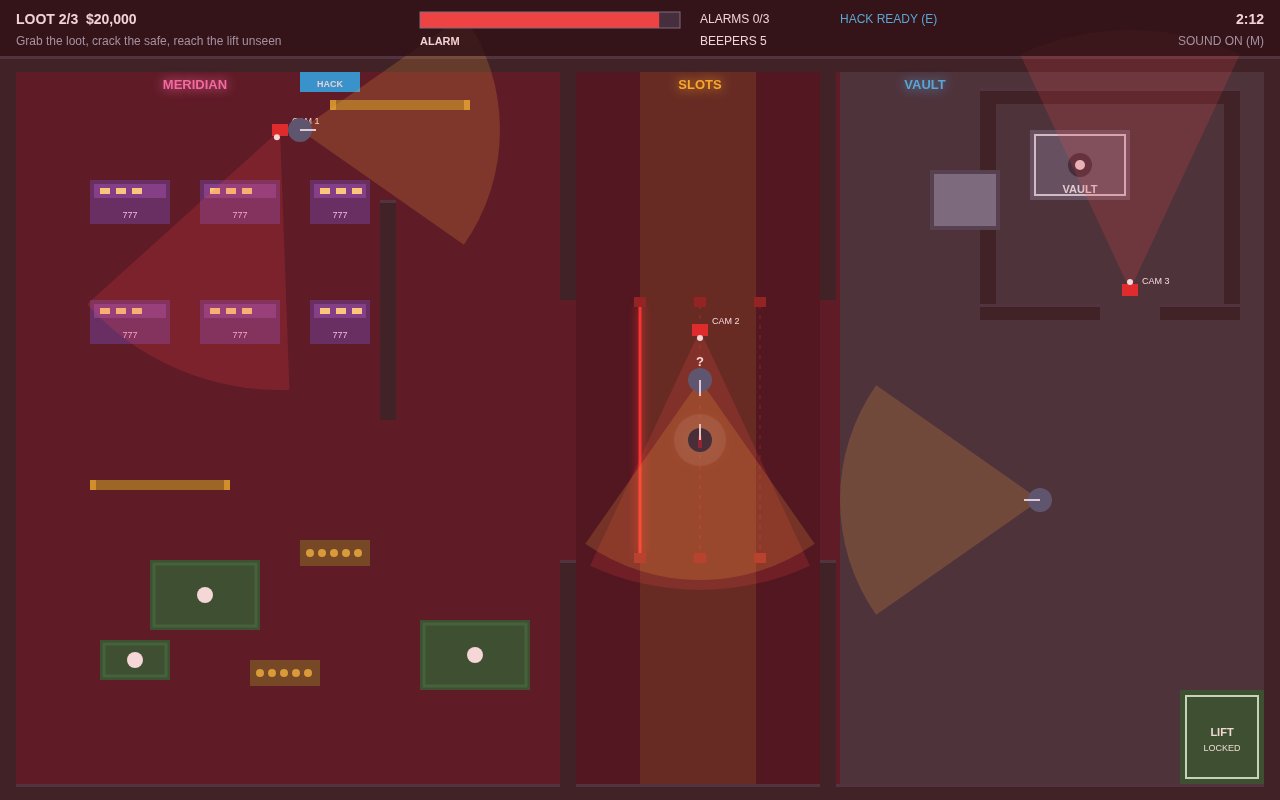 LOOT 2/3 $20,000
Grab the loot, crack the safe, reach the lift unseen
ALARM
ALARMS 0/3
BEEPERS 5
HACK READY (E)
2:12
SOUND ON (M)
MERIDIAN
HACK
SLOTS
VAULT
777
777
777
VAULT
CAM 3
777
777
777
CAM 2
?
LIFT
LOCKED